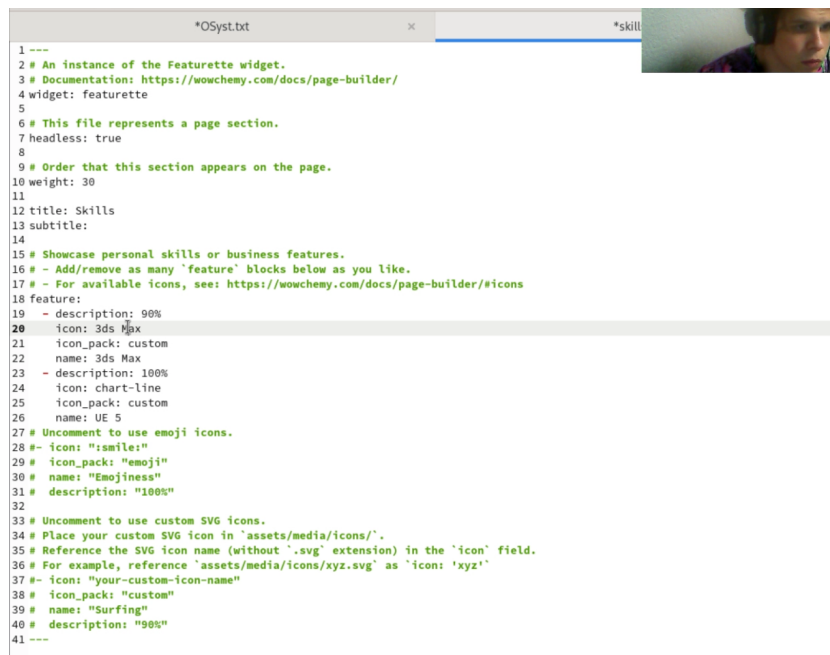 *OSyst.txt × *skill
1 ---
2 # An instance of the Featurette widget.
3 # Documentation: https://wowchemy.com/docs/page-builder/
4 widget: featurette
5
6 # This file represents a page section.
7 headless: true
8
9 # Order that this section appears on the page.
10 weight: 30
11
12 title: Skills
13 subtitle:
14
15 # Showcase personal skills or business features.
16 # - Add/remove as many `feature` blocks below as you like.
17 # - For available icons, see: https://wowchemy.com/docs/page-builder/#icons
18 feature:
19   - description: 90%
20     icon: 3ds Max
21     icon_pack: custom
22     name: 3ds Max
23   - description: 100%
24     icon: chart-line
25     icon_pack: custom
26     name: UE 5
27 # Uncomment to use emoji icons.
28 #- icon: ":smile:"
29 #  icon_pack: "emoji"
30 #  name: "Emojiness"
31 #  description: "100%"
32
33 # Uncomment to use custom SVG icons.
34 # Place your custom SVG icon in `assets/media/icons/`.
35 # Reference the SVG icon name (without `.svg` extension) in the `icon` field.
36 # For example, reference `assets/media/icons/xyz.svg` as `icon: 'xyz'`
37 #- icon: "your-custom-icon-name"
38 #  icon_pack: "custom"
39 #  name: "Surfing"
40 #  description: "90%"
41 ---